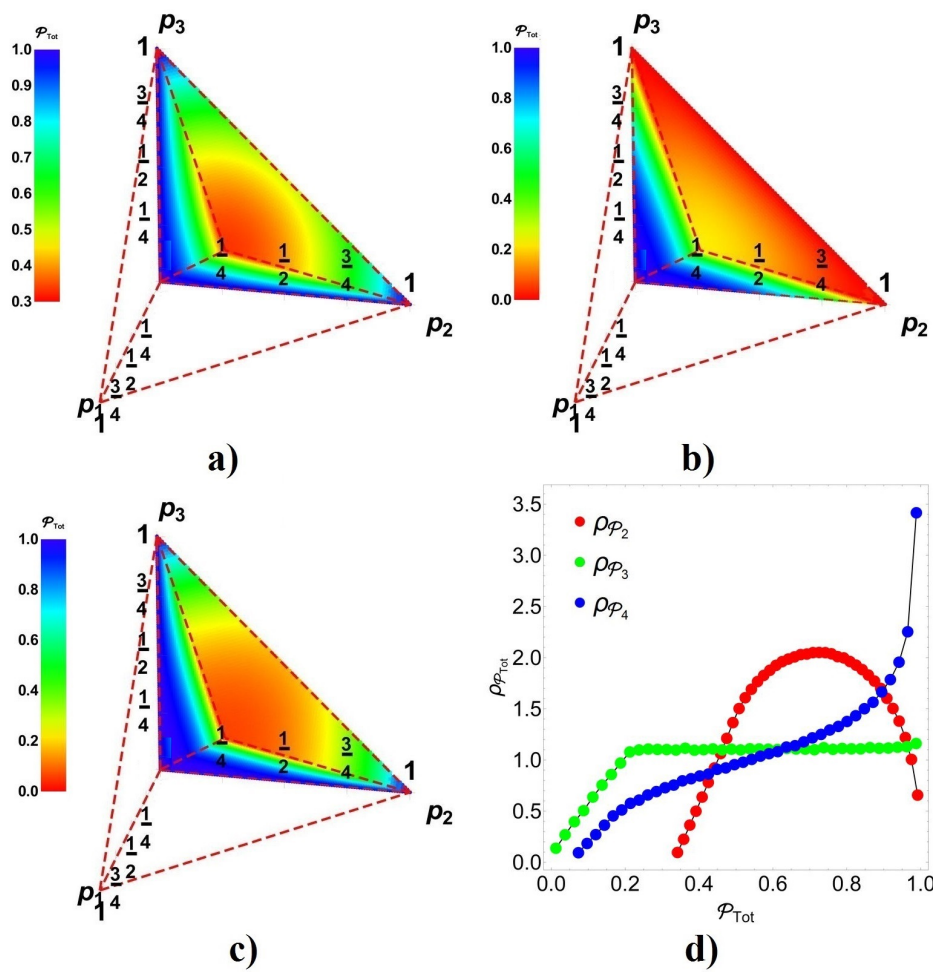 p3
𝒫Tot
1.0
0.9
0.8
0.7
0.6
0.5
0.4
0.3
1
3/4
1/2
1/4
1/4
1/2
3/4
1
p2
1/4
1/2
3/4
p1
1
a)
p3
𝒫Tot
1.0
0.8
0.6
0.4
0.2
0.0
1
3/4
1/2
1/4
1/4
1/2
3/4
1
p2
1/4
1/2
3/4
p1
1
b)
p3
𝒫Tot
1.0
0.8
0.6
0.4
0.2
0.0
1
3/4
1/2
1/4
1/4
1/2
3/4
1
p2
1/4
1/2
3/4
p1
1
c)
3.5
3.0
2.5
2.0
1.5
1.0
0.5
0.0
ρ𝒫Tot
ρ𝒫2
ρ𝒫3
ρ𝒫4
0.0 0.2 0.4 0.6 0.8 1.0
𝒫Tot
d)